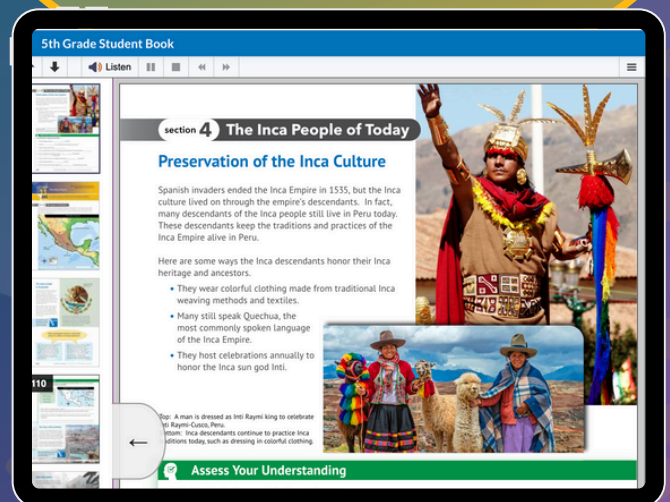 5th Grade Student Book
Listen
section 4 The Inca People of Today
Preservation of the Inca Culture
Spanish invaders ended the Inca Empire in 1535, but the Inca
culture lived on through the empire's descendants. In fact,
many descendants of the Inca people still live in Peru today.
These descendants keep the traditions and practices of the
Inca Empire alive in Peru.
Here are some ways the Inca descendants honor their Inca
heritage and ancestors.
• They wear colorful clothing made from traditional Inca
weaving methods and textiles.
• Many still speak Quechua, the
most commonly spoken language
of the Inca Empire.
• They host celebrations annually to
honor the Inca sun god Inti.
110
Top: A man is dressed as Inti Raymi king to celebrate
Raymi-Cusco, Peru.
Inca descendants continue to practice Inca
today, such as dressing in colorful clothing.
Assess Your Understanding